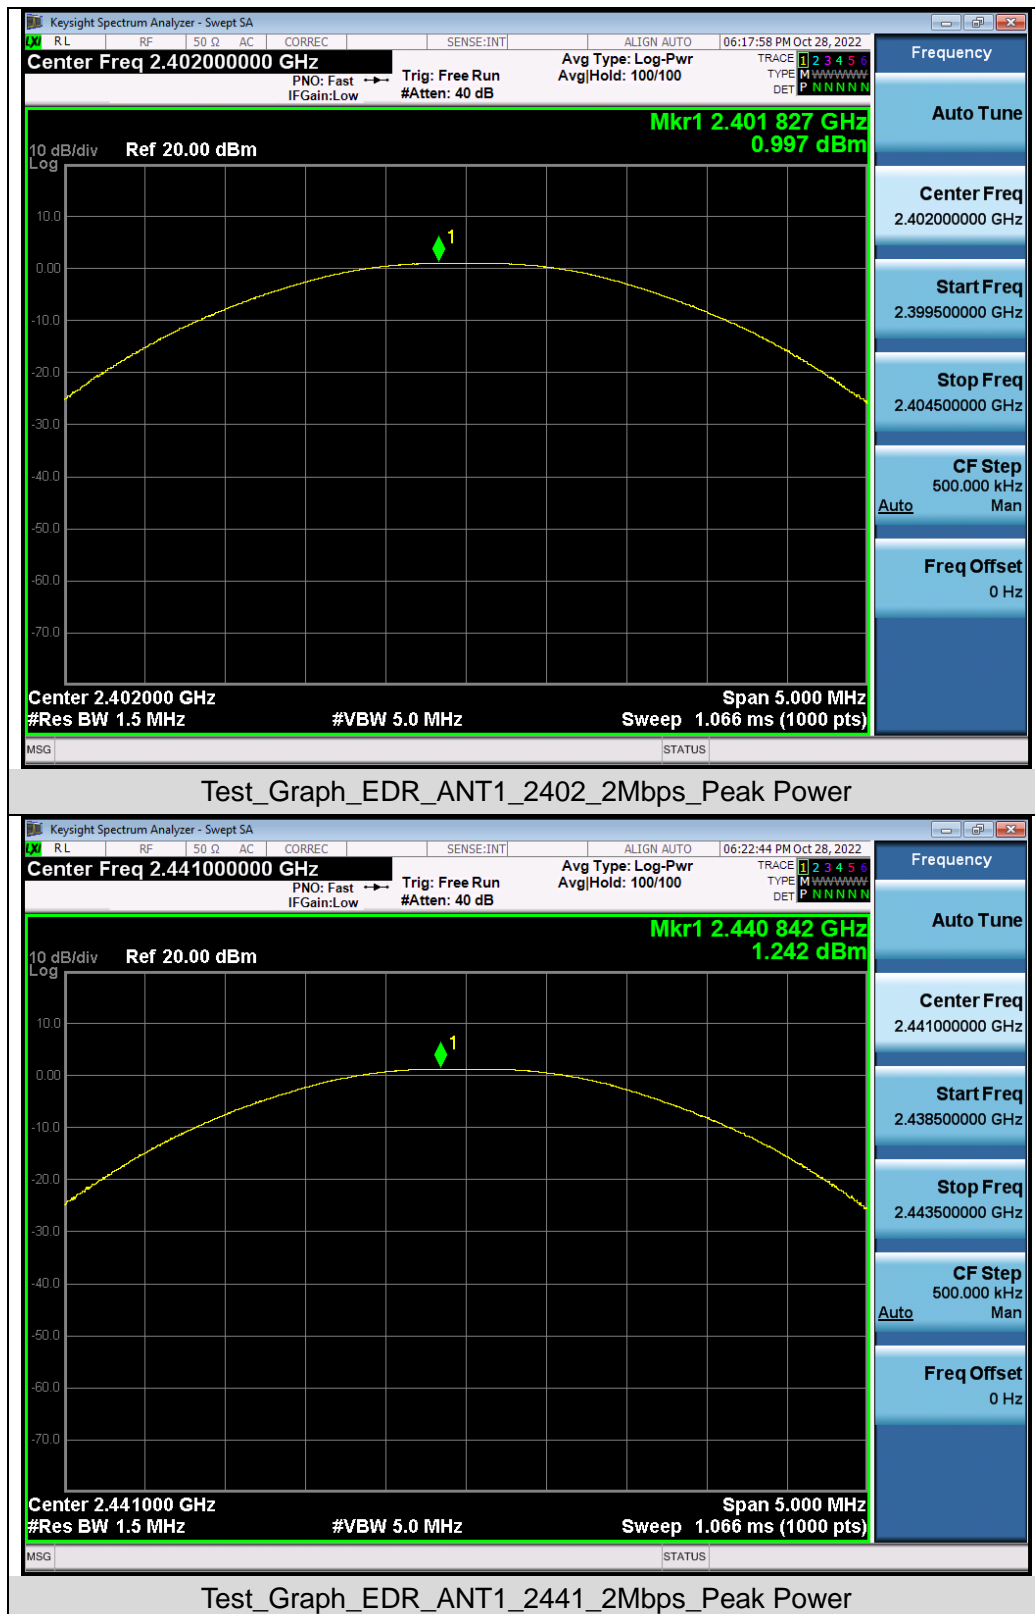 Keysight Spectrum Analyzer - Swept SA
LXI RL RF 50 Ω AC CORREC SENSE:INT ALIGN AUTO 06:17:58 PM Oct 28, 2022
Center Freq 2.402000000 GHz
PNO: Fast
IFGain:Low
Trig: Free Run
#Atten: 40 dB
Avg Type: Log-Pwr
Avg|Hold: 100/100
TRACE 1 2 3 4 5 6
TYPE M WWWWW
DET P N N N N N
Mkr1 2.401 827 GHz
0.997 dBm
10 dB/div Ref 20.00 dBm
Log
1
10.0
0.00
-10.0
-20.0
-30.0
-40.0
-50.0
-60.0
-70.0
Center 2.402000 GHz Span 5.000 MHz
#Res BW 1.5 MHz #VBW 5.0 MHz Sweep 1.066 ms (1000 pts)
MSG STATUS
Frequency
Auto Tune
Center Freq
2.402000000 GHz
Start Freq
2.399500000 GHz
Stop Freq
2.404500000 GHz
CF Step
500.000 kHz
Auto Man
Freq Offset
0 Hz
Test_Graph_EDR_ANT1_2402_2Mbps_Peak Power
Keysight Spectrum Analyzer - Swept SA
LXI RL RF 50 Ω AC CORREC SENSE:INT ALIGN AUTO 06:22:44 PM Oct 28, 2022
Center Freq 2.441000000 GHz
PNO: Fast
IFGain:Low
Trig: Free Run
#Atten: 40 dB
Avg Type: Log-Pwr
Avg|Hold: 100/100
TRACE 1 2 3 4 5 6
TYPE M WWWWW
DET P N N N N N
Mkr1 2.440 842 GHz
1.242 dBm
10 dB/div Ref 20.00 dBm
Log
1
10.0
0.00
-10.0
-20.0
-30.0
-40.0
-50.0
-60.0
-70.0
Center 2.441000 GHz Span 5.000 MHz
#Res BW 1.5 MHz #VBW 5.0 MHz Sweep 1.066 ms (1000 pts)
MSG STATUS
Frequency
Auto Tune
Center Freq
2.441000000 GHz
Start Freq
2.438500000 GHz
Stop Freq
2.443500000 GHz
CF Step
500.000 kHz
Auto Man
Freq Offset
0 Hz
Test_Graph_EDR_ANT1_2441_2Mbps_Peak Power